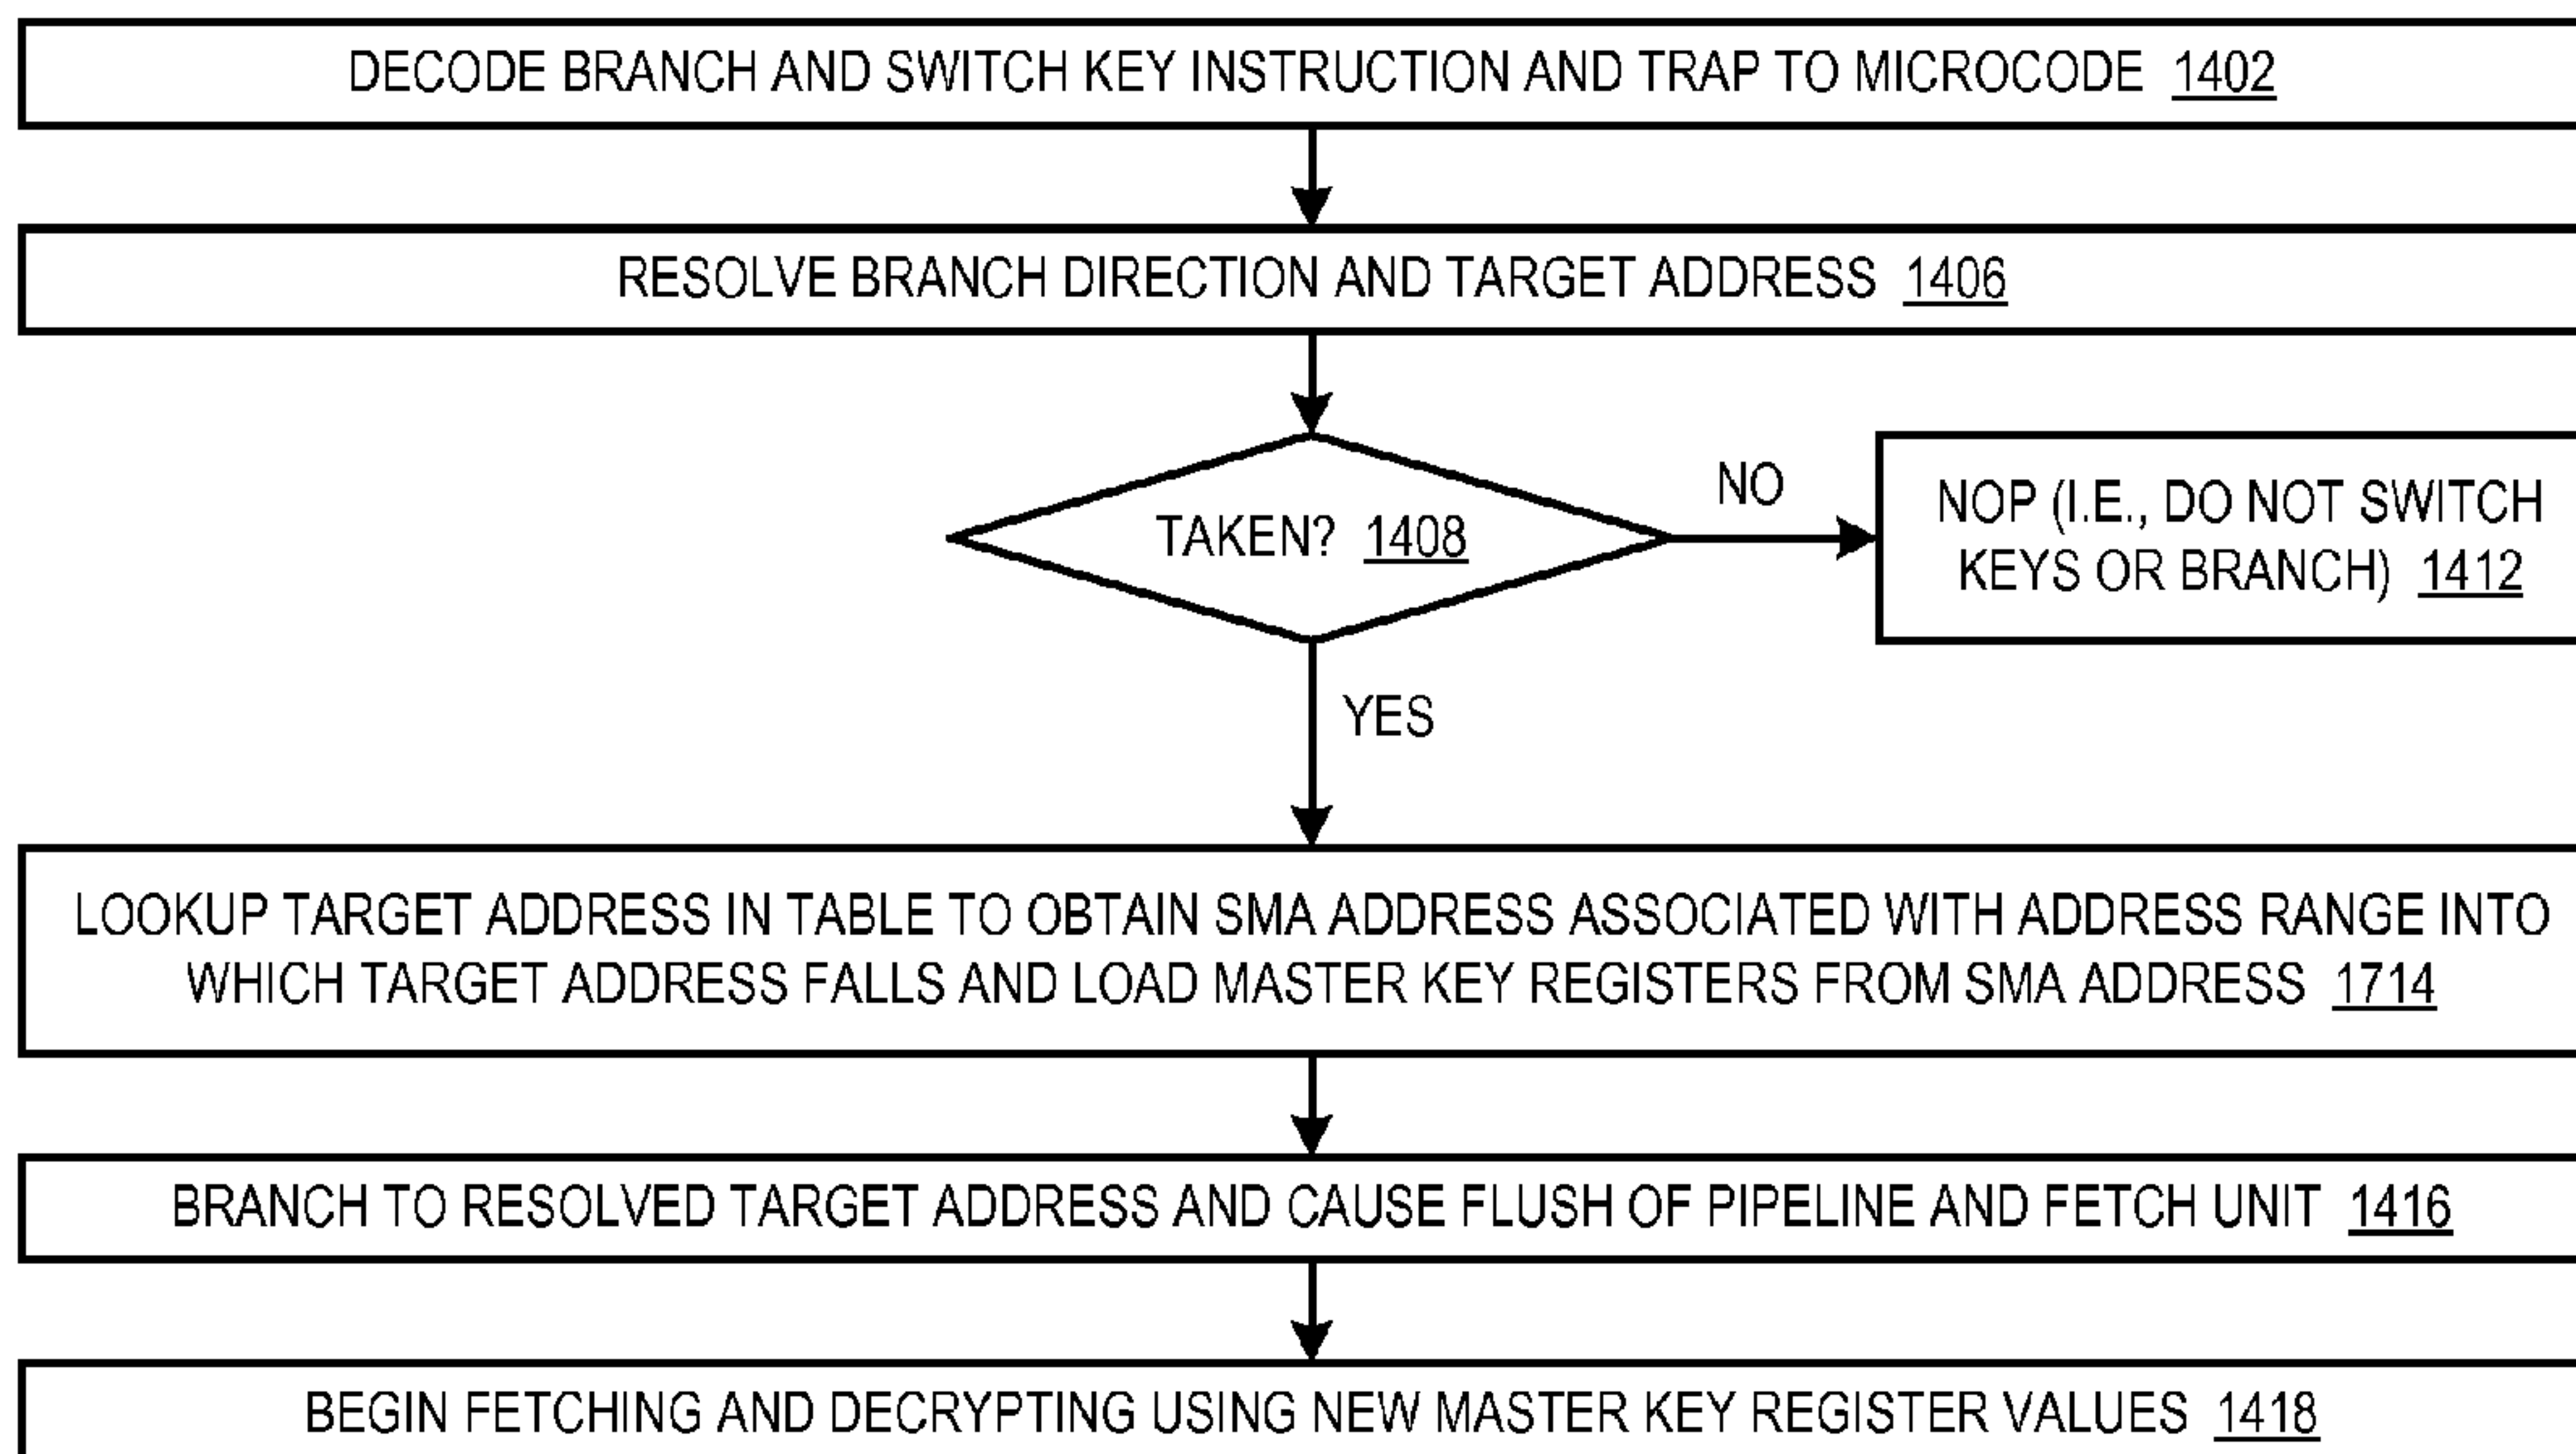 DECODE BRANCH AND SWITCH KEY INSTRUCTION AND TRAP TO MICROCODE 1402
RESOLVE BRANCH DIRECTION AND TARGET ADDRESS 1406
TAKEN? 1408
NO
NOP (I.E., DO NOT SWITCH
KEYS OR BRANCH) 1412
YES
LOOKUP TARGET ADDRESS IN TABLE TO OBTAIN SMA ADDRESS ASSOCIATED WITH ADDRESS RANGE INTO
WHICH TARGET ADDRESS FALLS AND LOAD MASTER KEY REGISTERS FROM SMA ADDRESS 1714
BRANCH TO RESOLVED TARGET ADDRESS AND CAUSE FLUSH OF PIPELINE AND FETCH UNIT 1416
BEGIN FETCHING AND DECRYPTING USING NEW MASTER KEY REGISTER VALUES 1418